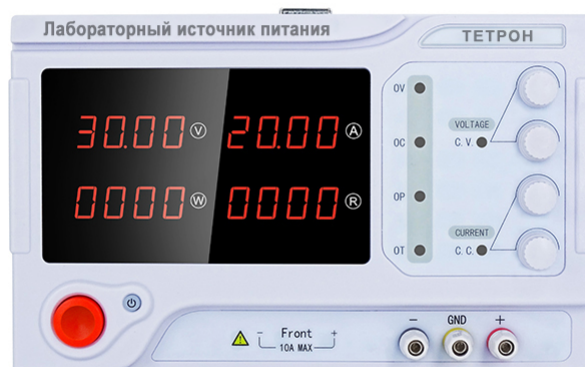 Лабораторный источник питания
ТЕТРОН
30.00 V 20.00 A
0000 W 0000 R
OV
VOLTAGE
OC
C.V.
OP
CURRENT
OT
C.C.
- Front +
10A MAX
- GND +